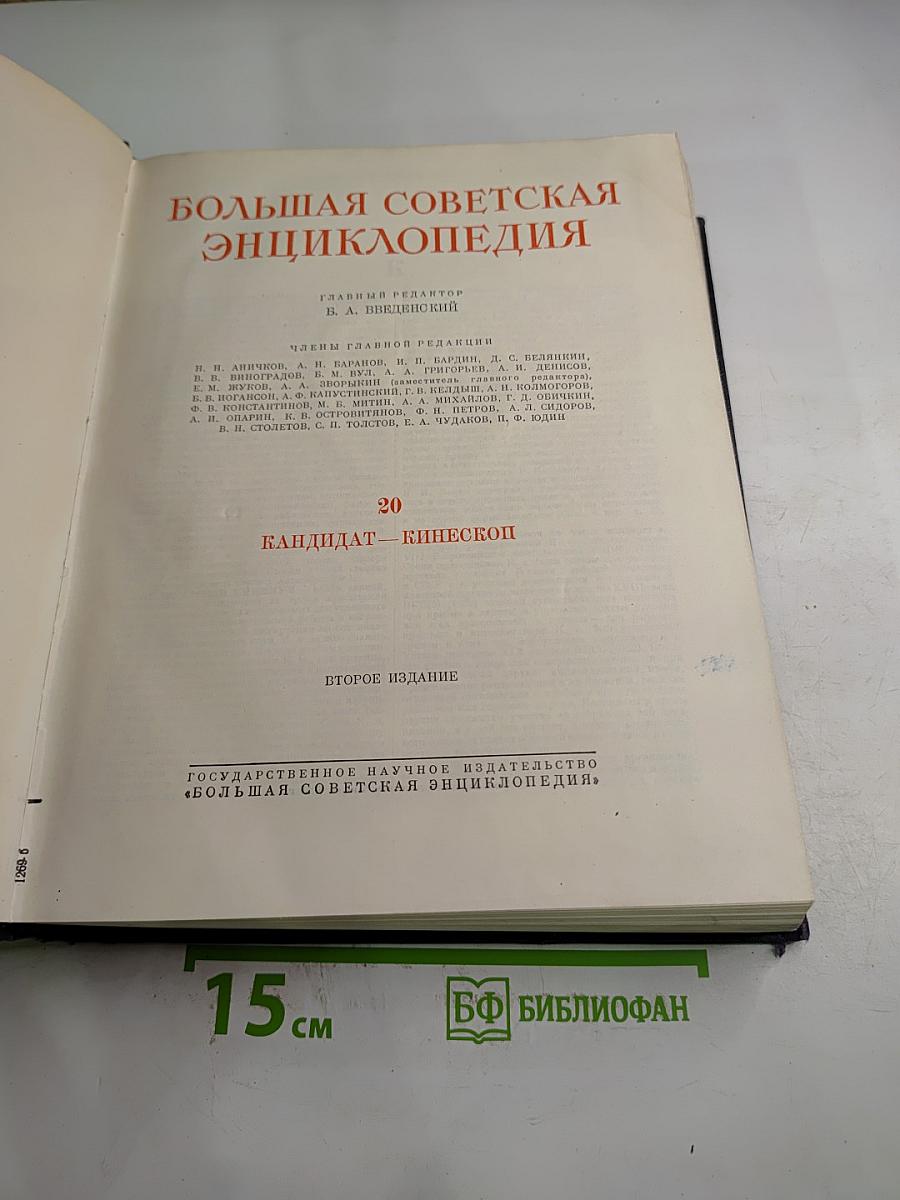 БОЛЬШАЯ СОВЕТСКАЯ
ЭНЦИКЛОПЕДИЯ
ГЛАВНЫЙ РЕДАКТОР
Б. А. ВВЕДЕНСКИЙ
ЧЛЕНЫ ГЛАВНОЙ РЕДАКЦИИ
Н. Н. АНИЧКОВ, А. Н. БАРАНОВ, И. П. БАРДИН, Д. С. БЕЛЯНКИН,
В. В. ВИНОГРАДОВ, Б. М. ВУЛ, А. А. ГРИГОРЬЕВ, А. И. ДЕНИСОВ,
Е. М. ЖУКОВ, А. А. ЗВОРЫКИН (заместитель главного редактора),
Б. В. ИОГАНСОН, А. Ф. КАПУСТИНСКИЙ, Г. В. КЕЛДЫШ, А. Н. КОЛМОГОРОВ,
Ф. В. КОНСТАНТИНОВ, М. Б. МИТИН, А. А. МИХАЙЛОВ, Г. Д. ОБИЧКИН,
А. И. ОПАРИН, К. В. ОСТРОВИТЯНОВ, Ф. Н. ПЕТРОВ, А. Л. СИДОРОВ,
В. Н. СТОЛЕТОВ, С. П. ТОЛСТОВ, Е. А. ЧУДАКОВ, П. Ф. ЮДИН
20
КАНДИДАТ—КИНЕСКОП
ВТОРОЕ ИЗДАНИЕ
ГОСУДАРСТВЕННОЕ НАУЧНОЕ ИЗДАТЕЛЬСТВО
«БОЛЬШАЯ СОВЕТСКАЯ ЭНЦИКЛОПЕДИЯ»
1269 б
15 см
БФ БИБЛИОФАН